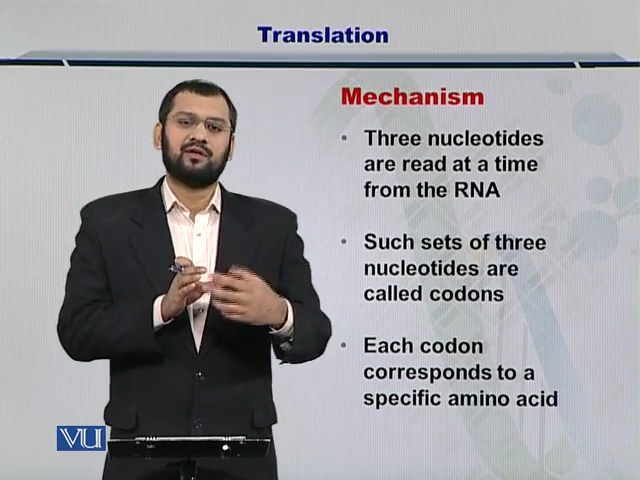 Translation
Mechanism
• Three nucleotides
are read at a time
from the RNA
• Such sets of three
nucleotides are
called codons
• Each codon
corresponds to a
specific amino acid
VU